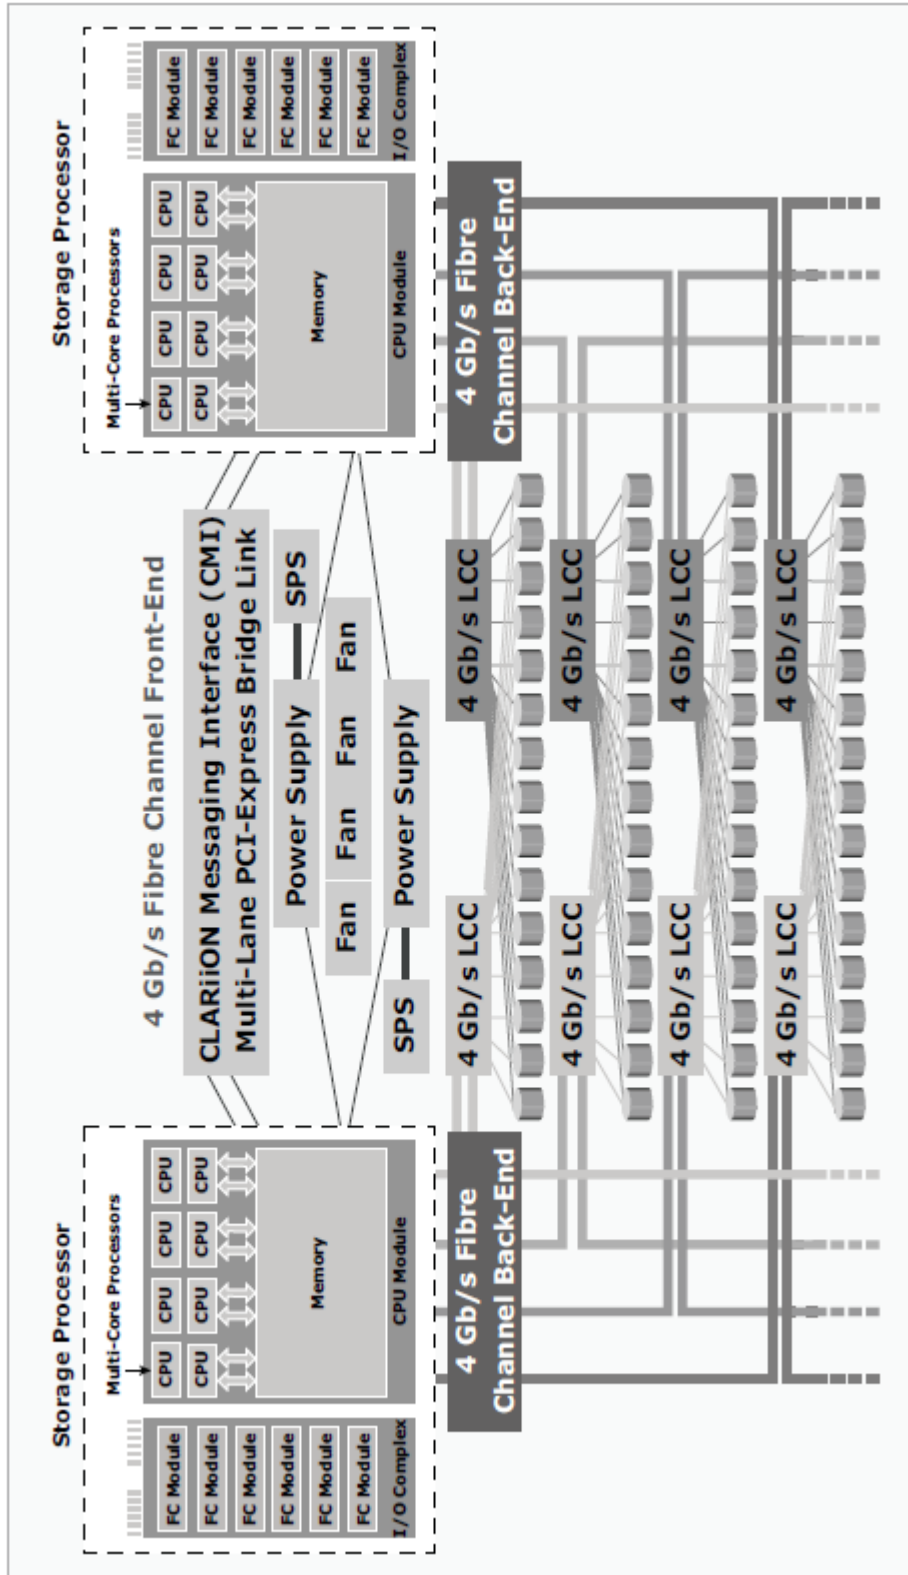 Storage Processor
Multi-Core Processors
FC Module
FC Module
FC Module
FC Module
FC Module
FC Module
I/O Complex
CPU
CPU
CPU
CPU
CPU
CPU
CPU
CPU
Memory
CPU Module
4 Gb/s Fibre Channel Front-End
CLARiiON Messaging Interface (CMI)
Multi-Lane PCI-Express Bridge Link
Power Supply
SPS
Fan
Fan
Fan
Fan
SPS
Power Supply
Storage Processor
Multi-Core Processors
CPU
CPU
CPU
CPU
CPU
CPU
CPU
CPU
Memory
CPU Module
FC Module
FC Module
FC Module
FC Module
FC Module
FC Module
I/O Complex
4 Gb/s Fibre
Channel Back-End
4 Gb/s Fibre
Channel Back-End
4 Gb/s LCC
4 Gb/s LCC
4 Gb/s LCC
4 Gb/s LCC
4 Gb/s LCC
4 Gb/s LCC
4 Gb/s LCC
4 Gb/s LCC